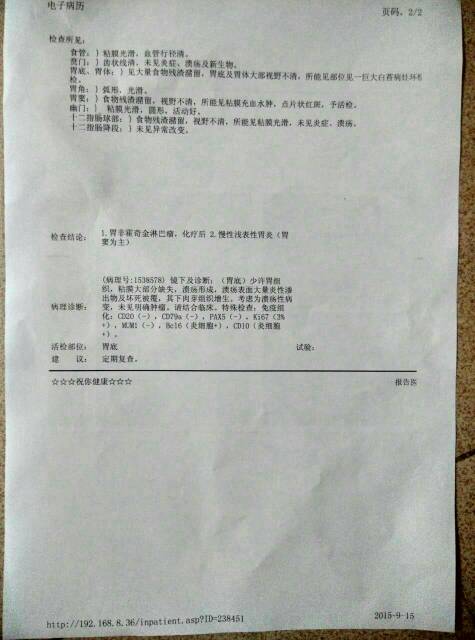 电子病历
页码，2/2
检查所见：
食管：}粘膜光滑，血管行径清。
贲门：}齿状线清，未见炎症、溃疡及新生物。
胃底、胃体：}见大量食物残渣潴留，胃底及胃体大部视野不清，所能见部位见一巨大白苔病灶环
检。
胃角：}弧形、光滑。
胃窦：}食物残渣潴留，视野不清，所能见粘膜充血水肿，点片状红斑，予活检。
幽门：}粘膜光滑，圆形，活动好。
十二指肠球部：}食物残渣潴留，视野不清，所能见粘膜光滑，未见炎症、溃疡。
十二指肠降段：}未见异常改变。
检查结论：
1.胃非霍奇金淋巴瘤，化疗后 2.慢性浅表性胃炎（胃
窦为主）
病理诊断：
(病理号:1538578) 镜下及诊断：（胃底）少许胃组
织，粘膜大部分缺失，溃疡形成，溃疡表面大量炎性渗
出物及坏死被覆，其下肉芽组织增生。考虑为溃疡性病
变，未见明确肿瘤。请结合临床。特殊检查：免疫组
化：CD20（-），CD79a（-），PAX5（-），Ki67（3%
+），MUM1（-），Bcl6（炎细胞+），CD10（炎细胞
+）。
活检部位： 胃底 试验：
建 议： 定期复查。
☆☆☆祝你健康☆☆☆ 报告医
http://192.168.8.36/inpatient.asp?ID=238451
2015-9-15